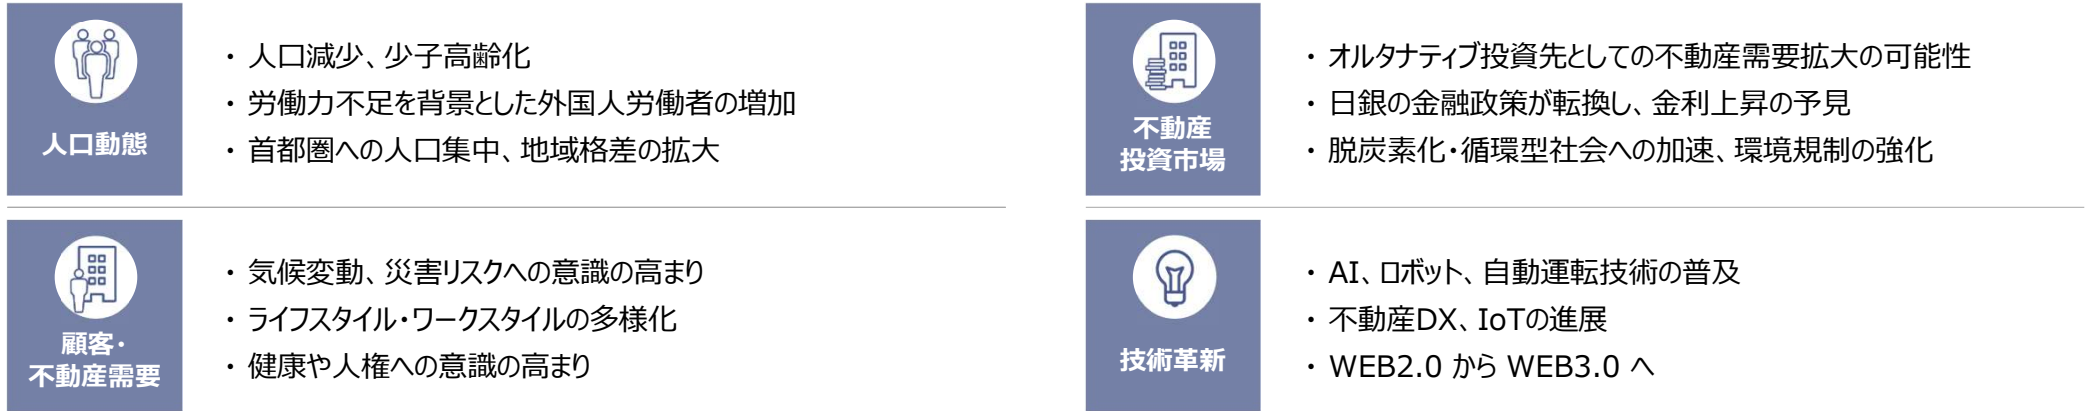 人口動態
・ 人口減少、少子高齢化
・ 労働力不足を背景とした外国人労働者の増加
・ 首都圏への人口集中、地域格差の拡大
不動産
投資市場
・ オルタナティブ投資先としての不動産需要拡大の可能性
・ 日銀の金融政策が転換し、金利上昇の予見
・ 脱炭素化・循環型社会への加速、環境規制の強化
顧客・
不動産需要
・ 気候変動、災害リスクへの意識の高まり
・ ライフスタイル・ワークスタイルの多様化
・ 健康や人権への意識の高まり
技術革新
・ AI、ロボット、自動運転技術の普及
・ 不動産DX、IoTの進展
・ WEB2.0 から WEB3.0 へ